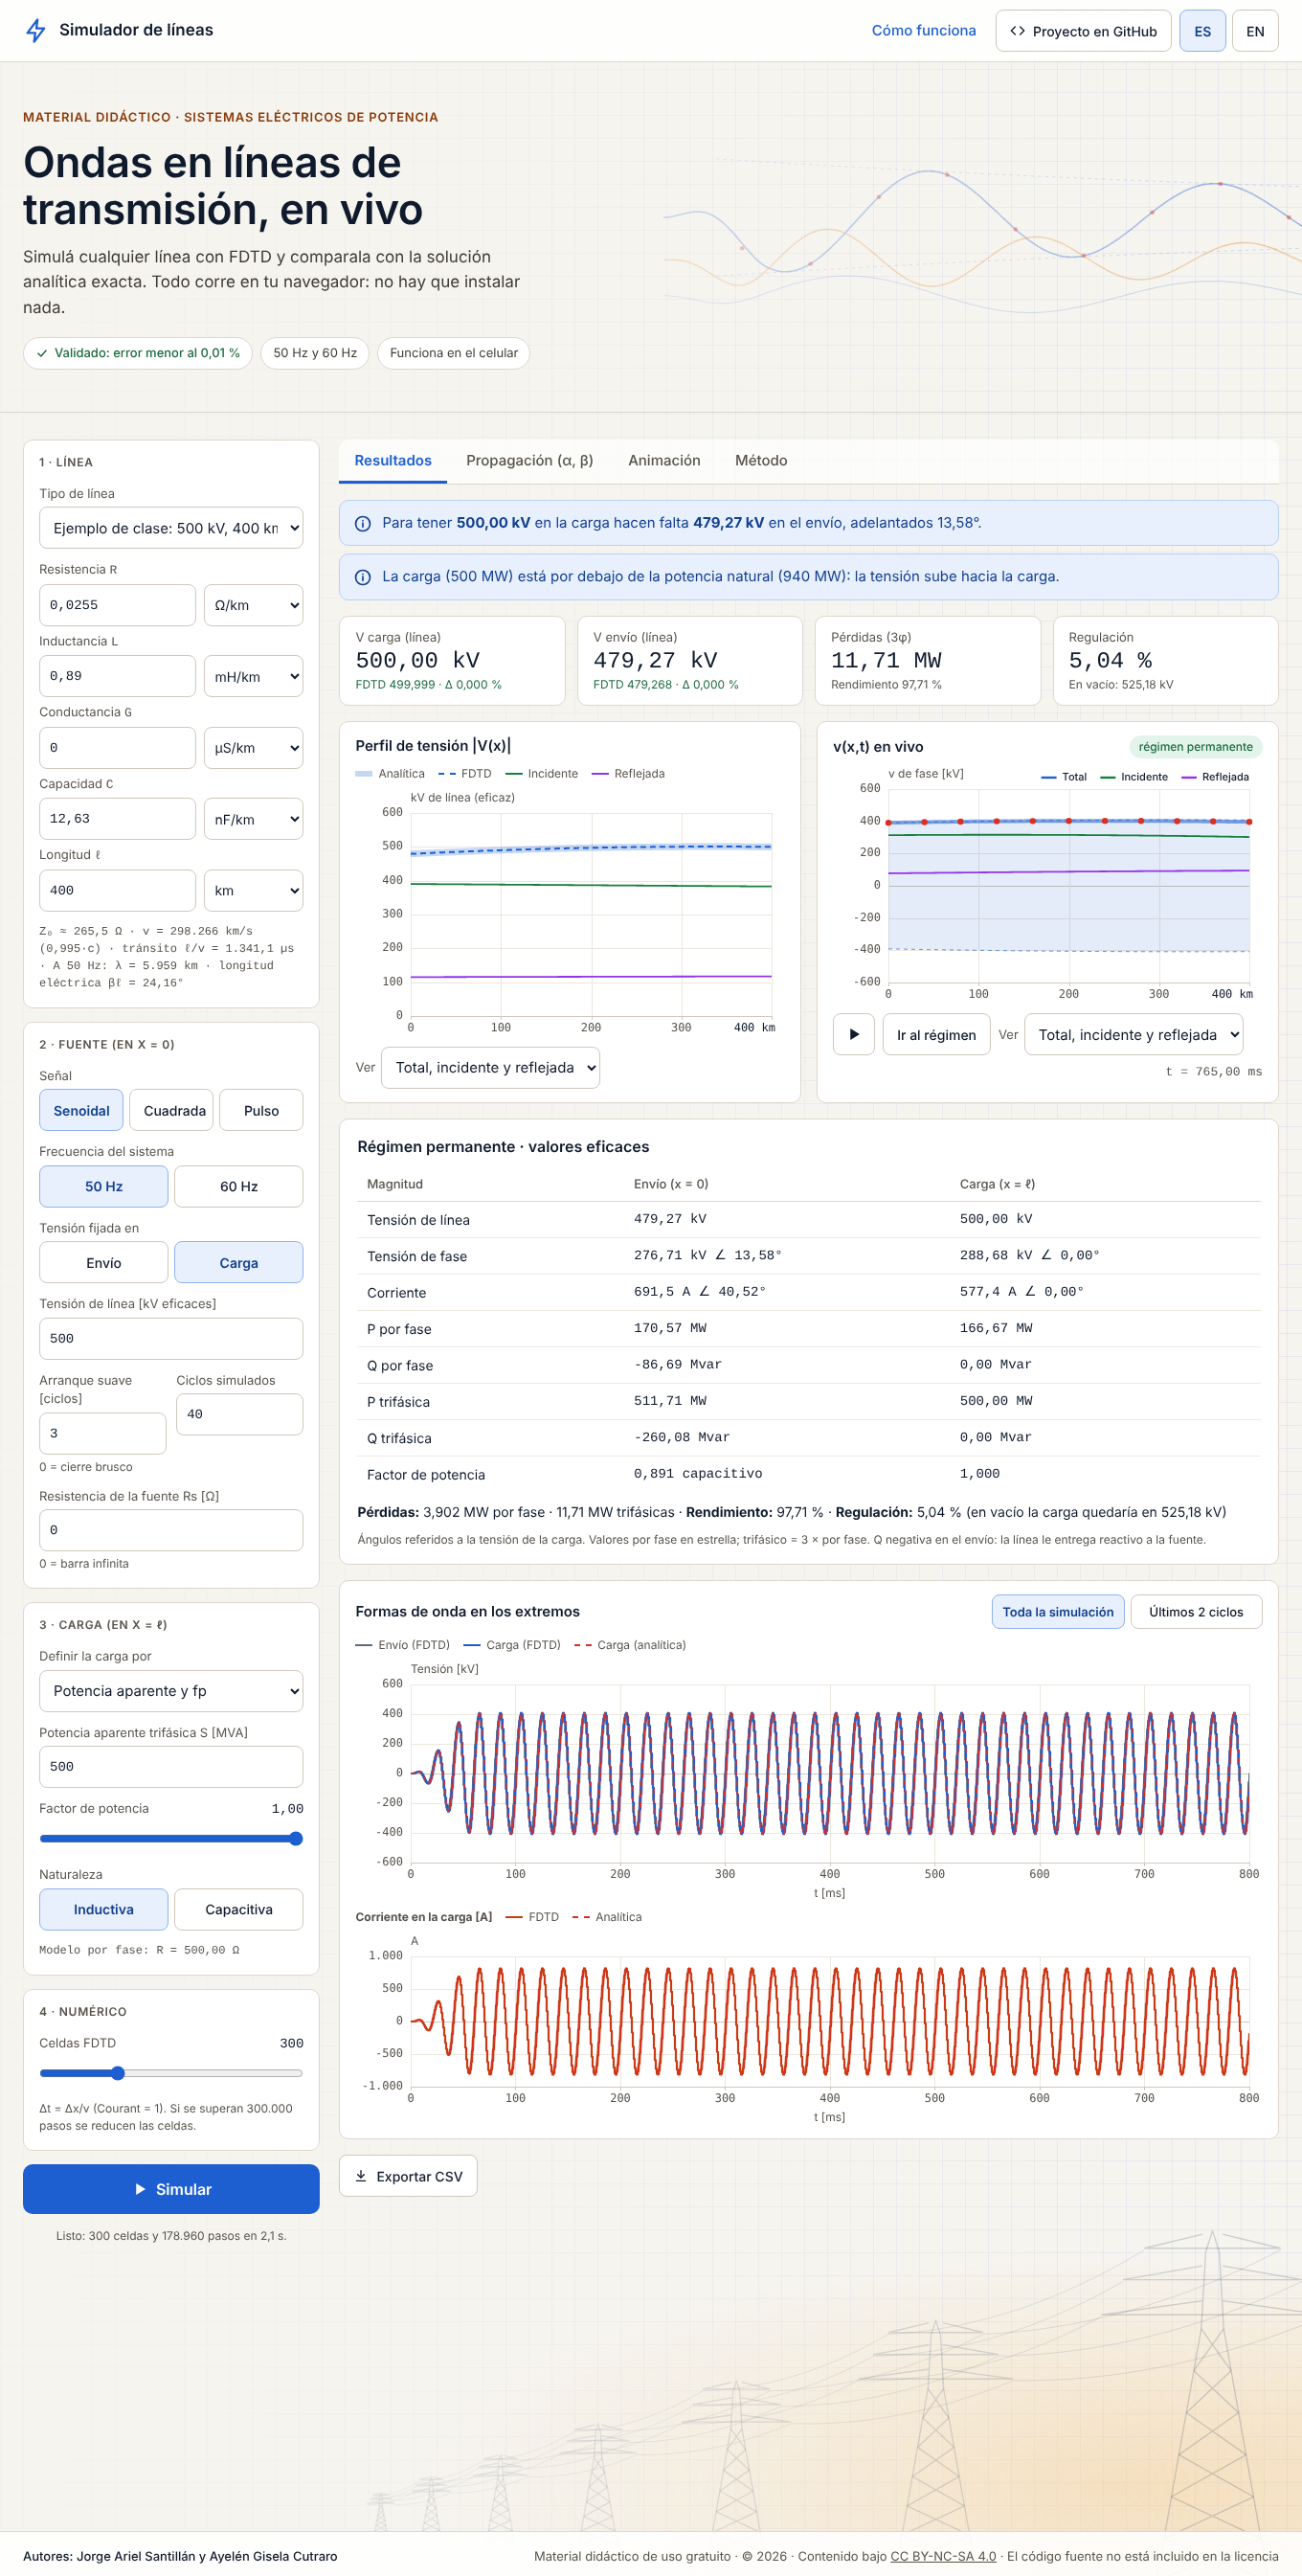 Simulador de líneas
Cómo funciona
Proyecto en GitHub
ES
EN
MATERIAL DIDÁCTICO · SISTEMAS ELÉCTRICOS DE POTENCIA
Ondas en líneas de
transmisión, en vivo
Simulá cualquier línea con FDTD y comparala con la solución
analítica exacta. Todo corre en tu navegador: no hay que instalar
nada.
Validado: error menor al 0,01 %
50 Hz y 60 Hz
Funciona en el celular
1 · LÍNEA
Tipo de línea
Ejemplo de clase: 500 kV, 400 km
Resistencia R
0,0255
Ω/km
Inductancia L
0,89
mH/km
Conductancia G
0
µS/km
Capacidad C
12,63
nF/km
Longitud ℓ
400
km
Z₀ ≈ 265,5 Ω · v = 298.266 km/s
(0,995·c) · tránsito ℓ/v = 1.341,1 µs
· A 50 Hz: λ = 5.959 km · longitud
eléctrica βℓ = 24,16°
2 · FUENTE (EN X = 0)
Señal
Senoidal
Cuadrada
Pulso
Frecuencia del sistema
50 Hz
60 Hz
Tensión fijada en
Envío
Carga
Tensión de línea [kV eficaces]
500
Arranque suave
[ciclos]
Ciclos simulados
3
40
0 = cierre brusco
Resistencia de la fuente Rs [Ω]
0
0 = barra infinita
3 · CARGA (EN X = ℓ)
Definir la carga por
Potencia aparente y fp
Potencia aparente trifásica S [MVA]
500
Factor de potencia
1,00
Naturaleza
Inductiva
Capacitiva
Modelo por fase: R = 500,00 Ω
4 · NUMÉRICO
Celdas FDTD
300
Δt = Δx/v (Courant = 1). Si se superan 300.000
pasos se reducen las celdas.
Simular
Listo: 300 celdas y 178.960 pasos en 2,1 s.
Resultados
Propagación (α, β)
Animación
Método
Para tener 500,00 kV en la carga hacen falta 479,27 kV en el envío, adelantados 13,58°.
La carga (500 MW) está por debajo de la potencia natural (940 MW): la tensión sube hacia la carga.
V carga (línea)
500,00 kV
FDTD 499,999 · Δ 0,000 %
V envío (línea)
479,27 kV
FDTD 479,268 · Δ 0,000 %
Pérdidas (3φ)
11,71 MW
Rendimiento 97,71 %
Regulación
5,04 %
En vacío: 525,18 kV
Perfil de tensión |V(x)|
Analítica
FDTD
Incidente
Reflejada
kV de línea (eficaz)
600
500
400
300
200
100
0
0
100
200
300
400 km
Ver
Total, incidente y reflejada
v(x,t) en vivo
régimen permanente
v de fase [kV]
Total
Incidente
Reflejada
600
400
200
0
-200
-400
-600
0
100
200
300
400 km
Ir al régimen
Ver
Total, incidente y reflejada
t = 765,00 ms
Régimen permanente · valores eficaces
Magnitud Envío (x = 0) Carga (x = ℓ)
Tensión de línea 479,27 kV 500,00 kV
Tensión de fase 276,71 kV ∠ 13,58° 288,68 kV ∠ 0,00°
Corriente 691,5 A ∠ 40,52° 577,4 A ∠ 0,00°
P por fase 170,57 MW 166,67 MW
Q por fase -86,69 Mvar 0,00 Mvar
P trifásica 511,71 MW 500,00 MW
Q trifásica -260,08 Mvar 0,00 Mvar
Factor de potencia 0,891 capacitivo 1,000
Pérdidas: 3,902 MW por fase · 11,71 MW trifásicas · Rendimiento: 97,71 % · Regulación: 5,04 % (en vacío la carga quedaría en 525,18 kV)
Ángulos referidos a la tensión de la carga. Valores por fase en estrella; trifásico = 3 × por fase. Q negativa en el envío: la línea le entrega reactivo a la fuente.
Formas de onda en los extremos
Toda la simulación
Últimos 2 ciclos
Envío (FDTD)
Carga (FDTD)
Carga (analítica)
Tensión [kV]
600
400
200
0
-200
-400
-600
0
100
200
300
400
500
600
700
800
t [ms]
Corriente en la carga [A]
FDTD
Analítica
A
1.000
500
0
-500
-1.000
0
100
200
300
400
500
600
700
800
t [ms]
Exportar CSV
Autores: Jorge Ariel Santillán y Ayelén Gisela Cutraro
Material didáctico de uso gratuito · © 2026 · Contenido bajo CC BY-NC-SA 4.0 · El código fuente no está incluido en la licencia